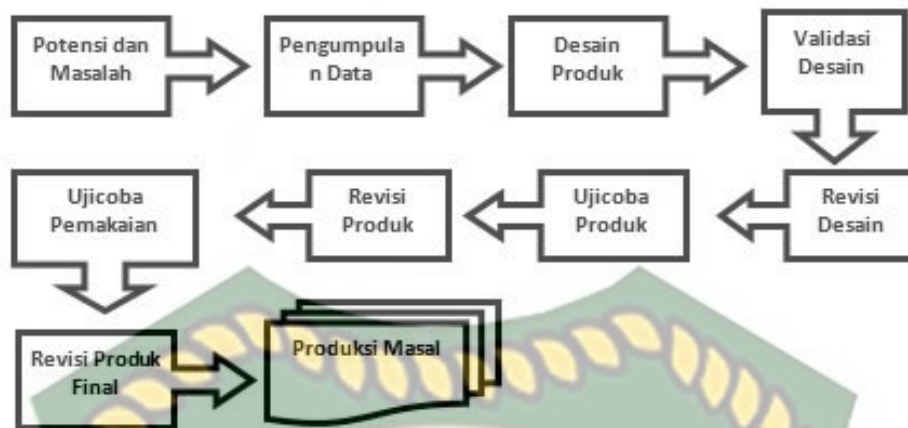 Potensi dan
Masalah
Pengumpula
n Data
Desain
Produk
Validasi
Desain
Revisi
Desain
Ujicoba
Produk
Revisi
Produk
Ujicoba
Pemakaian
Revisi Produk
Final
Produksi Masal